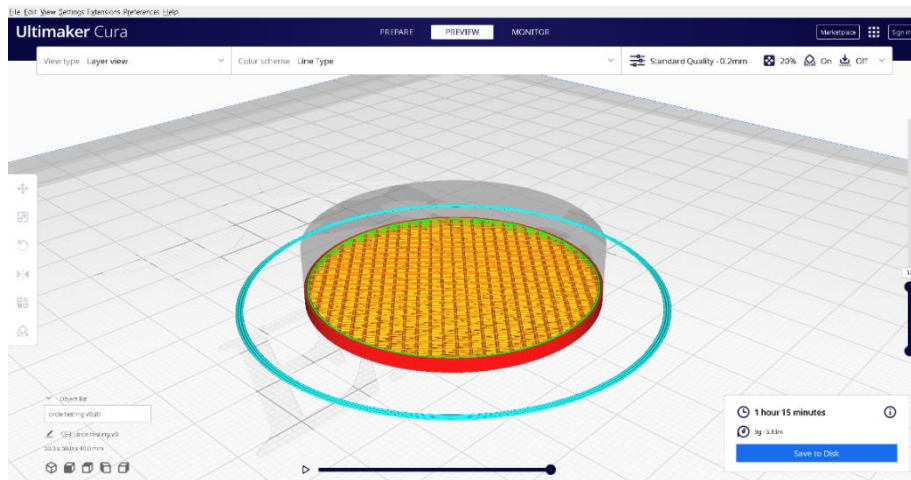 File Edit View Settings Extensions Preferences Help
Ultimaker Cura PREPARE PREVIEW MONITOR Marketplace Sign in
View type Layer view Color scheme Line Type Standard Quality - 0.2mm 20% On Off
Object list
circle testing v0.stl
1 hour 15 minutes
Save to Disk